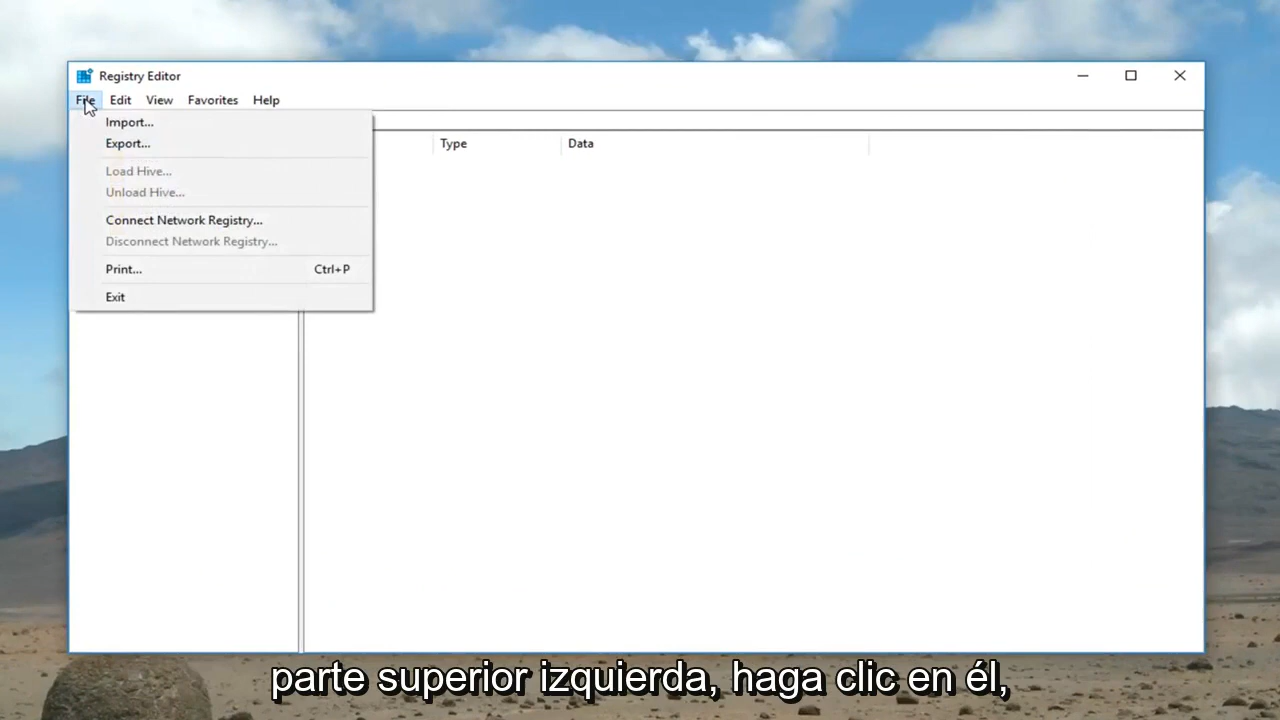 Registry Editor
File Edit View Favorites Help
Import...
Export...
Type Data
Load Hive...
Unload Hive...
Connect Network Registry...
Disconnect Network Registry...
Print... Ctrl+P
Exit
parte superior izquierda, haga clic en él,